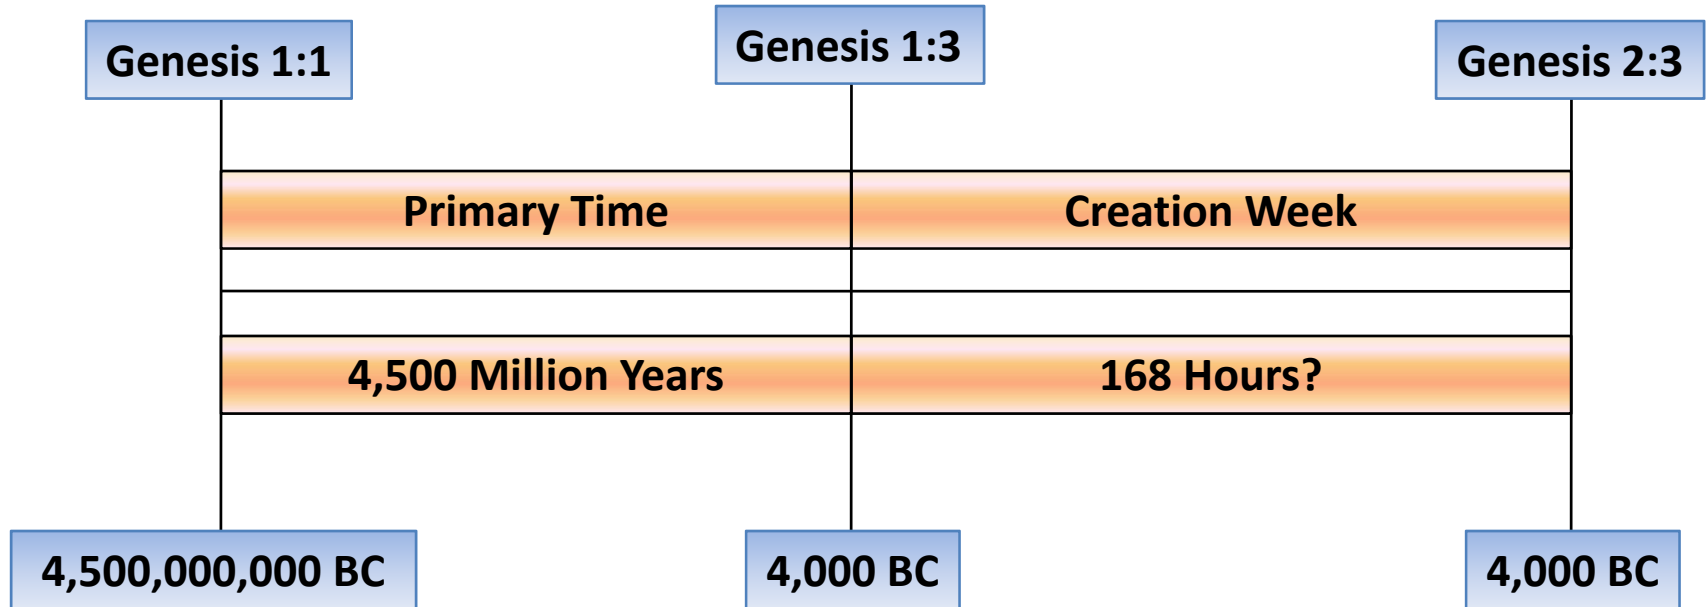 Genesis 1:1
Genesis 1:3
Genesis 2:3
Primary Time
Creation Week
4,500 Million Years
168 Hours?
4,500,000,000 BC
4,000 BC
4,000 BC